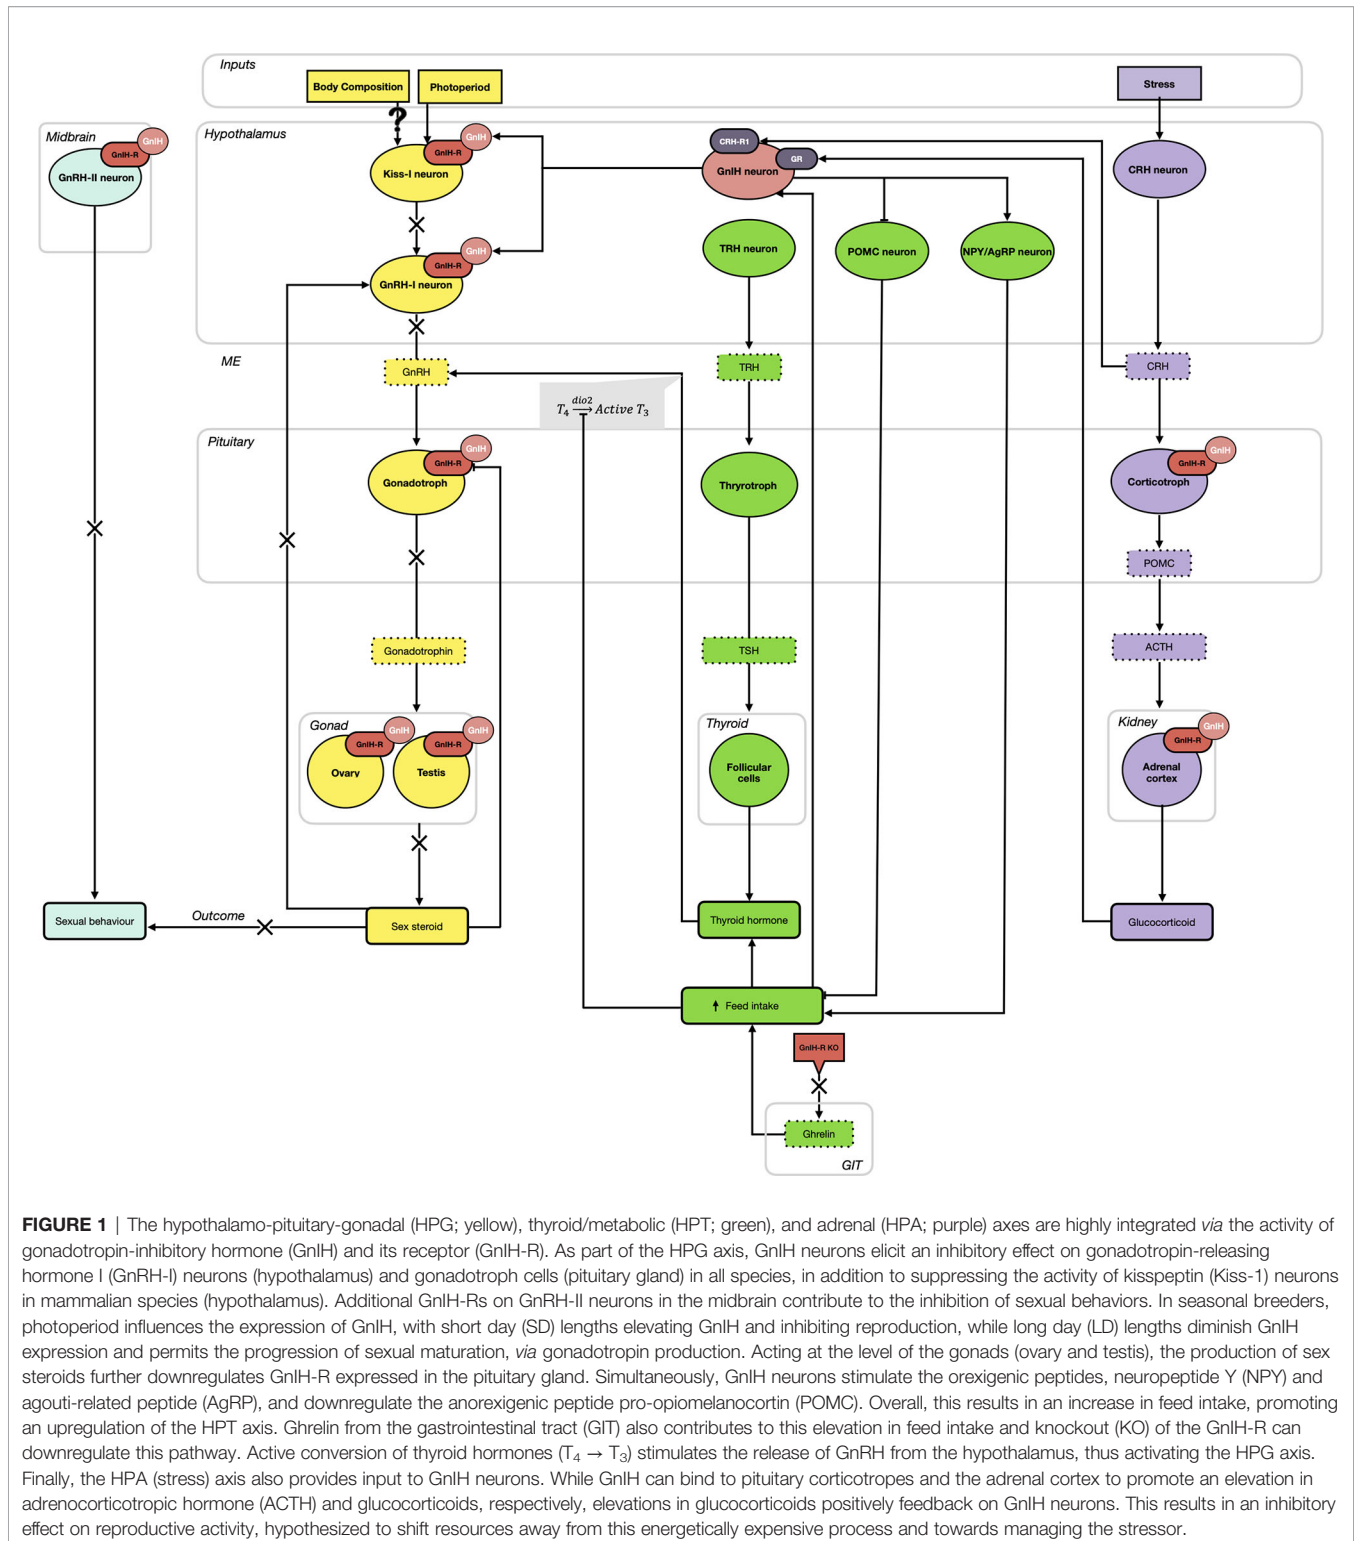 Inputs
Body Composition
Photoperiod
Stress
?
Midbrain
GnIH
GnIH-R
GnRH-II neuron
Hypothalamus
GnIH
GnIH-R
Kiss-I neuron
CRH-R1
GR
GnIH neuron
CRH neuron
GnIH
GnIH-R
GnRH-I neuron
TRH neuron
POMC neuron
NPY/AgRP neuron
ME
GnRH
TRH
CRH
T4 dio2 → Active T3
Pituitary
GnIH
GnIH-R
Gonadotroph
Thryrotroph
GnIH
GnIH-R
Corticotroph
POMC
Gonadotrophin
TSH
ACTH
Gonad
GnIH
GnIH-R
Ovary
GnIH
GnIH-R
Testis
Thyroid
Follicular
cells
Kidney
GnIH
GnIH-R
Adrenal
cortex
Sexual behaviour
Outcome
Sex steroid
Thyroid hormone
Glucocorticoid
Feed intake
GnIH-R KO
Ghrelin
GIT
FIGURE 1 | The hypothalamo-pituitary-gonadal (HPG; yellow), thyroid/metabolic (HPT; green), and adrenal (HPA; purple) axes are highly integrated via the activity of
gonadotropin-inhibitory hormone (GnIH) and its receptor (GnIH-R). As part of the HPG axis, GnIH neurons elicit an inhibitory effect on gonadotropin-releasing
hormone I (GnRH-I) neurons (hypothalamus) and gonadotroph cells (pituitary gland) in all species, in addition to suppressing the activity of kisspeptin (Kiss-1) neurons
in mammalian species (hypothalamus). Additional GnIH-Rs on GnRH-II neurons in the midbrain contribute to the inhibition of sexual behaviors. In seasonal breeders,
photoperiod influences the expression of GnIH, with short day (SD) lengths elevating GnIH and inhibiting reproduction, while long day (LD) lengths diminish GnIH
expression and permits the progression of sexual maturation, via gonadotropin production. Acting at the level of the gonads (ovary and testis), the production of sex
steroids further downregulates GnIH-R expressed in the pituitary gland. Simultaneously, GnIH neurons stimulate the orexigenic peptides, neuropeptide Y (NPY) and
agouti-related peptide (AgRP), and downregulate the anorexigenic peptide pro-opiomelanocortin (POMC). Overall, this results in an increase in feed intake, promoting
an upregulation of the HPT axis. Ghrelin from the gastrointestinal tract (GIT) also contributes to this elevation in feed intake and knockout (KO) of the GnIH-R can
downregulate this pathway. Active conversion of thyroid hormones (T4 → T3) stimulates the release of GnRH from the hypothalamus, thus activating the HPG axis.
Finally, the HPA (stress) axis also provides input to GnIH neurons. While GnIH can bind to pituitary corticotropes and the adrenal cortex to promote an elevation in
adrenocorticotropic hormone (ACTH) and glucocorticoids, respectively, elevations in glucocorticoids positively feedback on GnIH neurons. This results in an inhibitory
effect on reproductive activity, hypothesized to shift resources away from this energetically expensive process and towards managing the stressor.